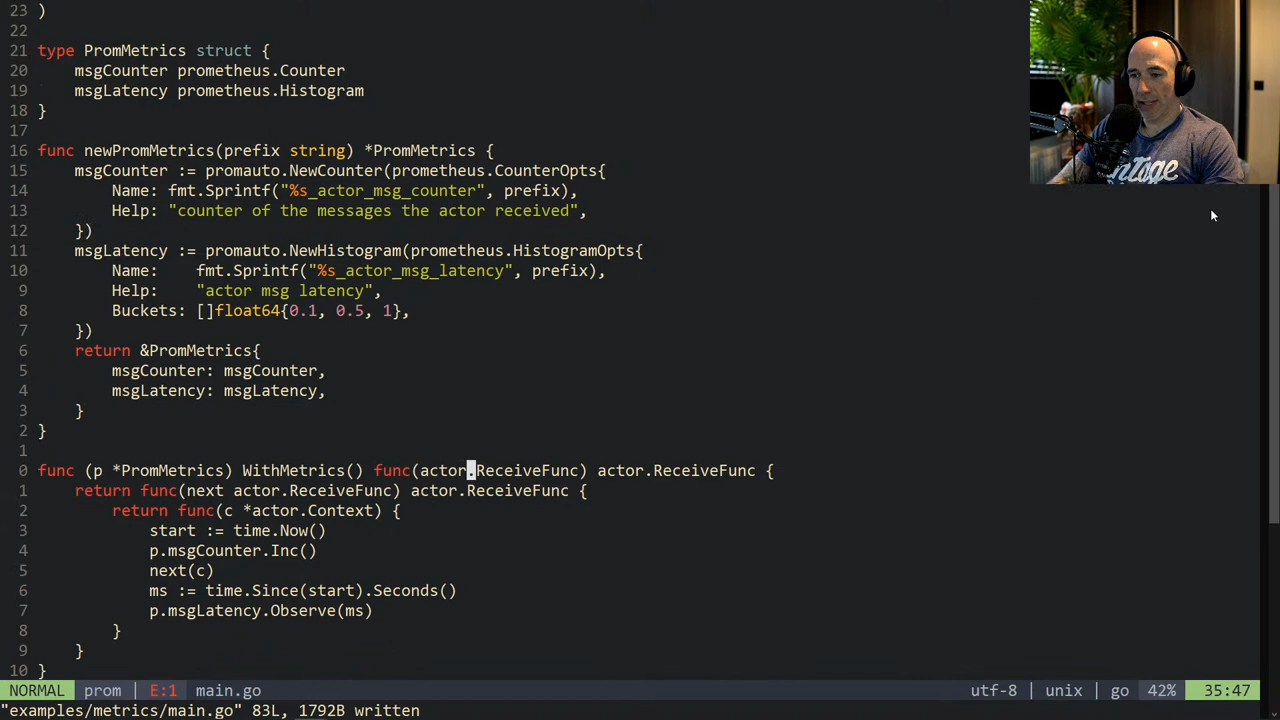 23 )
22
21 type PromMetrics struct {
20     msgCounter prometheus.Counter
19     msgLatency prometheus.Histogram
18 }
17
16 func newPromMetrics(prefix string) *PromMetrics {
15     msgCounter := promauto.NewCounter(prometheus.CounterOpts{
14         Name: fmt.Sprintf("%s_actor_msg_counter", prefix),
13         Help: "counter of the messages the actor received",
12     })
11     msgLatency := promauto.NewHistogram(prometheus.HistogramOpts{
10         Name:    fmt.Sprintf("%s_actor_msg_latency", prefix),
9         Help:    "actor msg latency",
8         Buckets: []float64{0.1, 0.5, 1},
7     })
6     return &PromMetrics{
5         msgCounter: msgCounter,
4         msgLatency: msgLatency,
3     }
2 }
1
0 func (p *PromMetrics) WithMetrics() func(actor.ReceiveFunc) actor.ReceiveFunc {
1     return func(next actor.ReceiveFunc) actor.ReceiveFunc {
2         return func(c *actor.Context) {
3             start := time.Now()
4             p.msgCounter.Inc()
5             next(c)
6             ms := time.Since(start).Seconds()
7             p.msgLatency.Observe(ms)
8         }
9     }
10 }
NORMAL prom E:1 main.go utf-8 | unix | go 42% 35:47
"examples/metrics/main.go" 83L, 1792B written